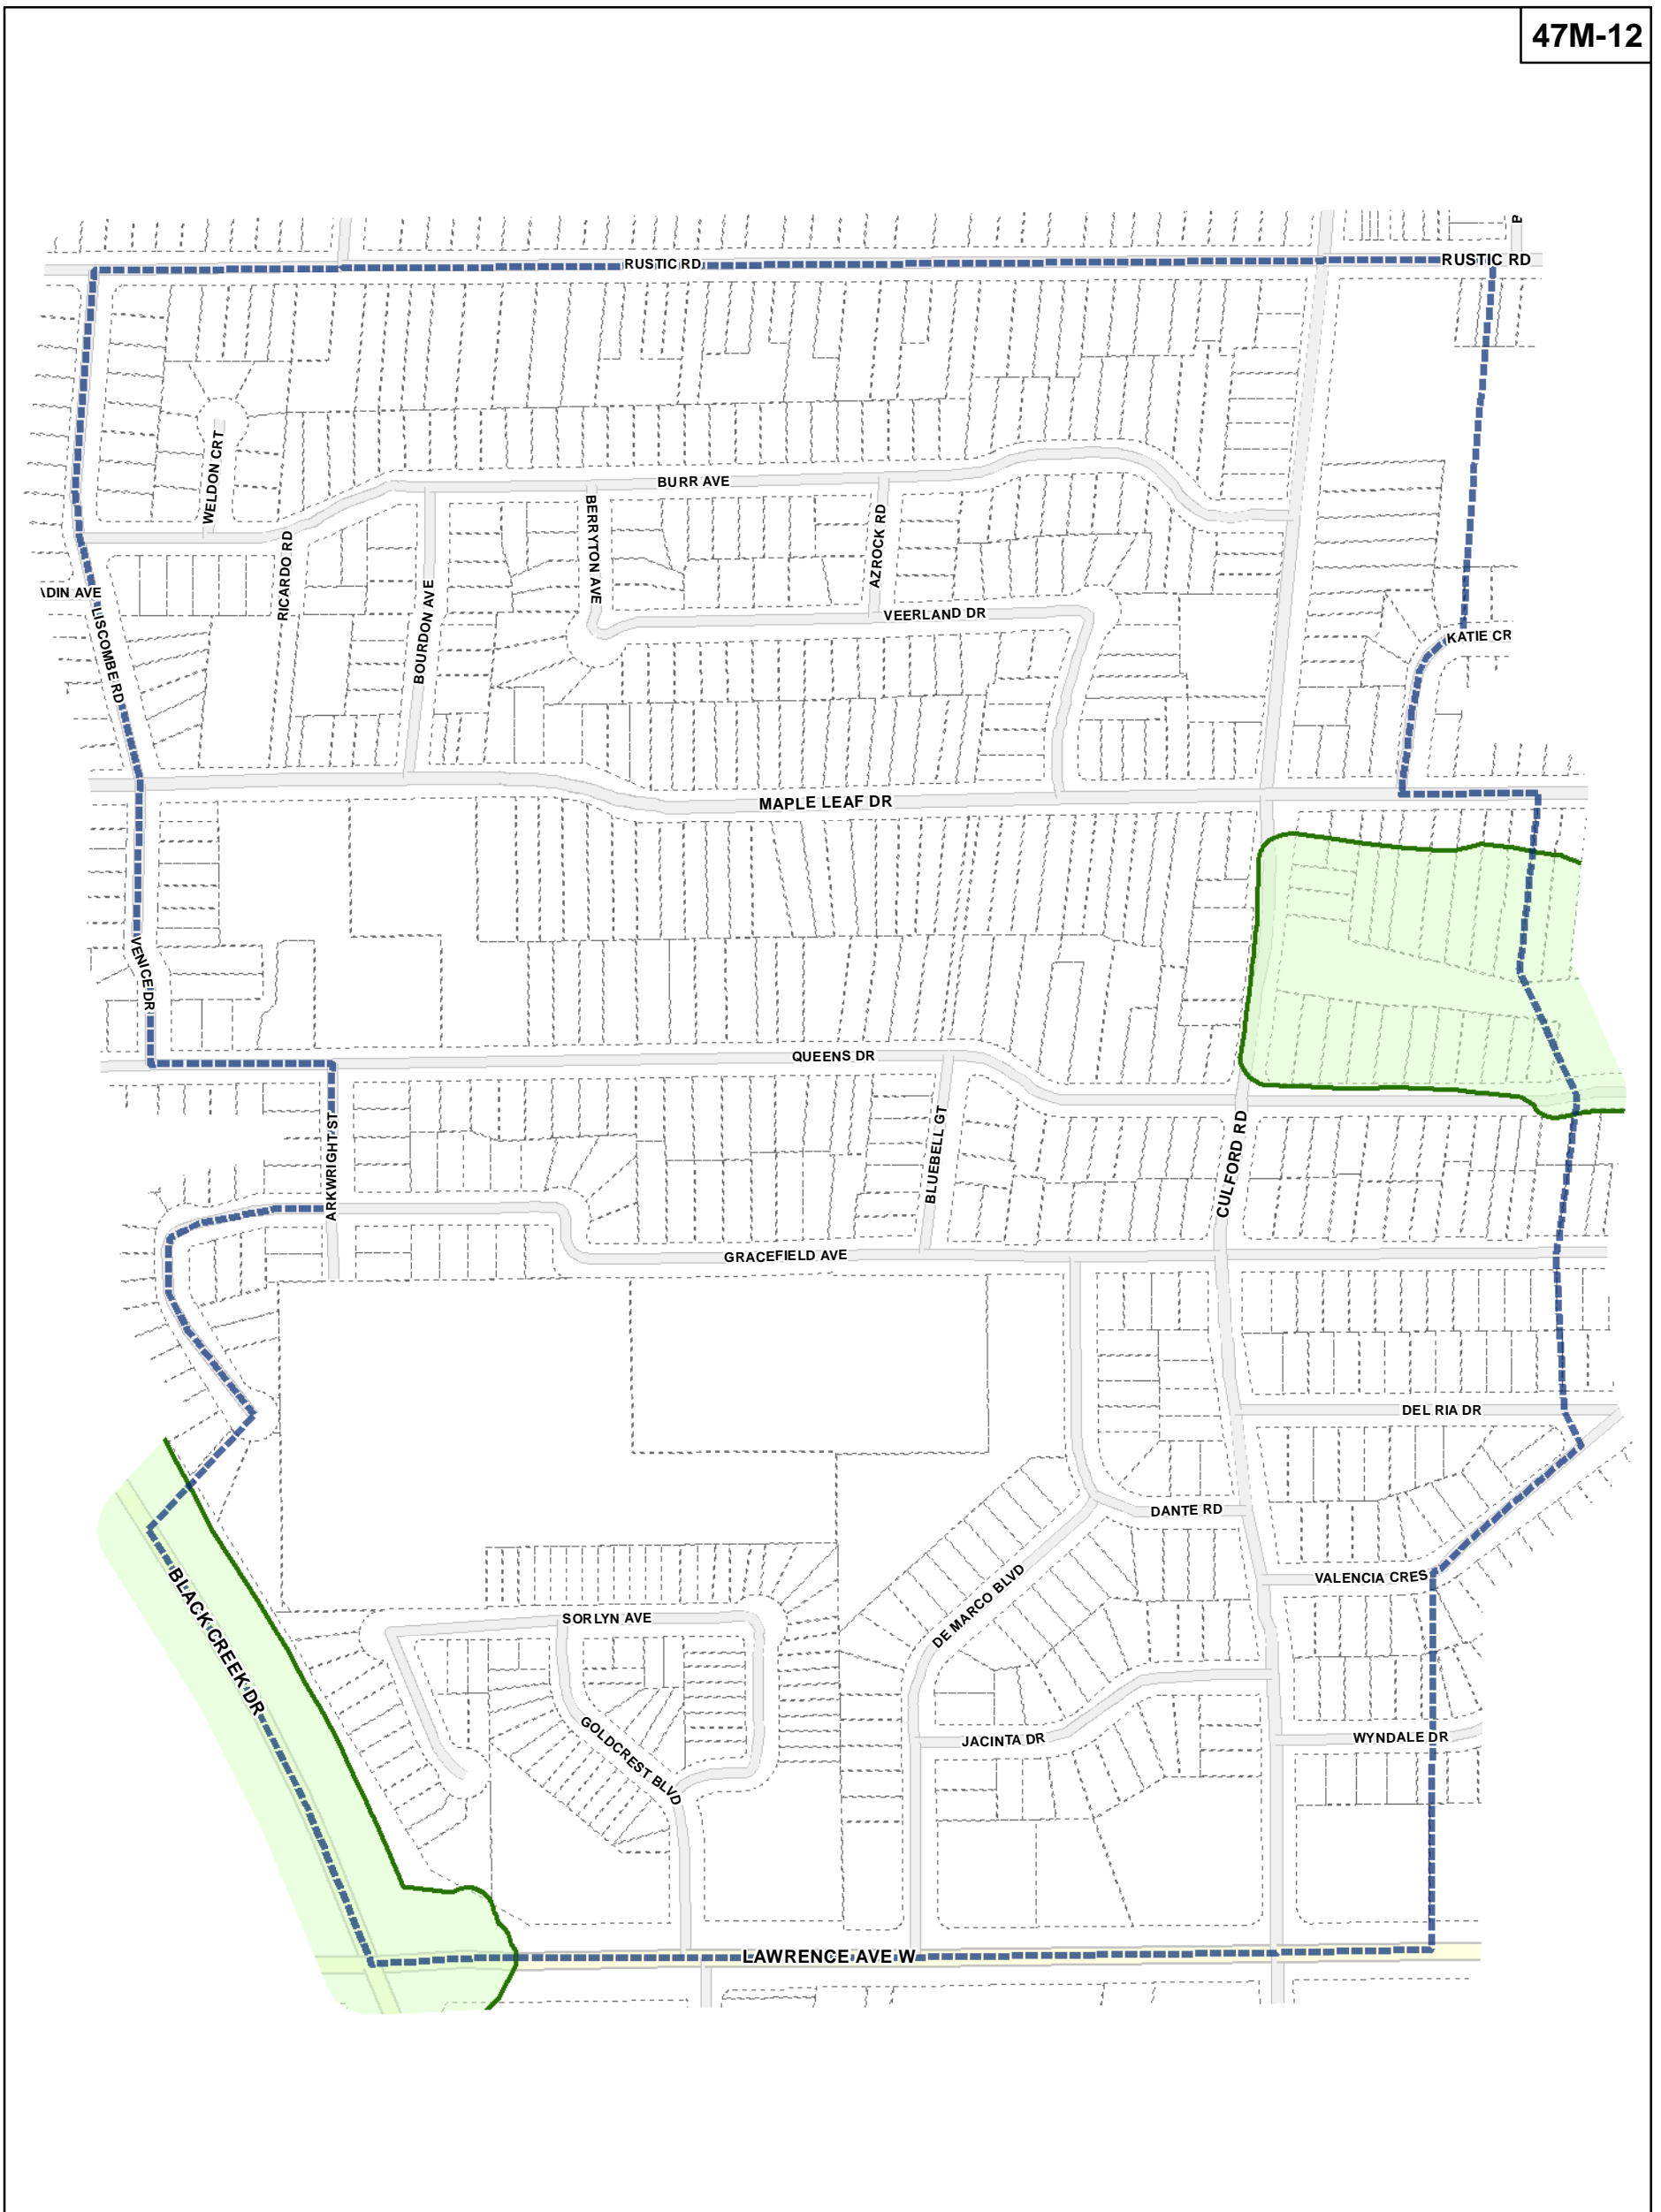 47M-12
RUSTIC RD
RUSTIC RD
WELDON CRT
BURR AVE
BERRYTON AVE
AZROCK RD
RICARDO RD
BOURDON AVE
LISCOMBE RD
VEERLAND DR
KATIE CR
MAPLE LEAF DR
VENICE DR
QUEENS DR
ARKWRIGHT ST
BLUEBELL GT
CULFORD RD
GRACEFIELD AVE
DEL RIA DR
DANTE RD
VALENCIA CRES
DE MARCO BLVD
BLACK CREEK DR
SORLYN AVE
GOLDCREST BLVD
JACINTA DR
WYNDALE DR
LAWRENCE AVE W